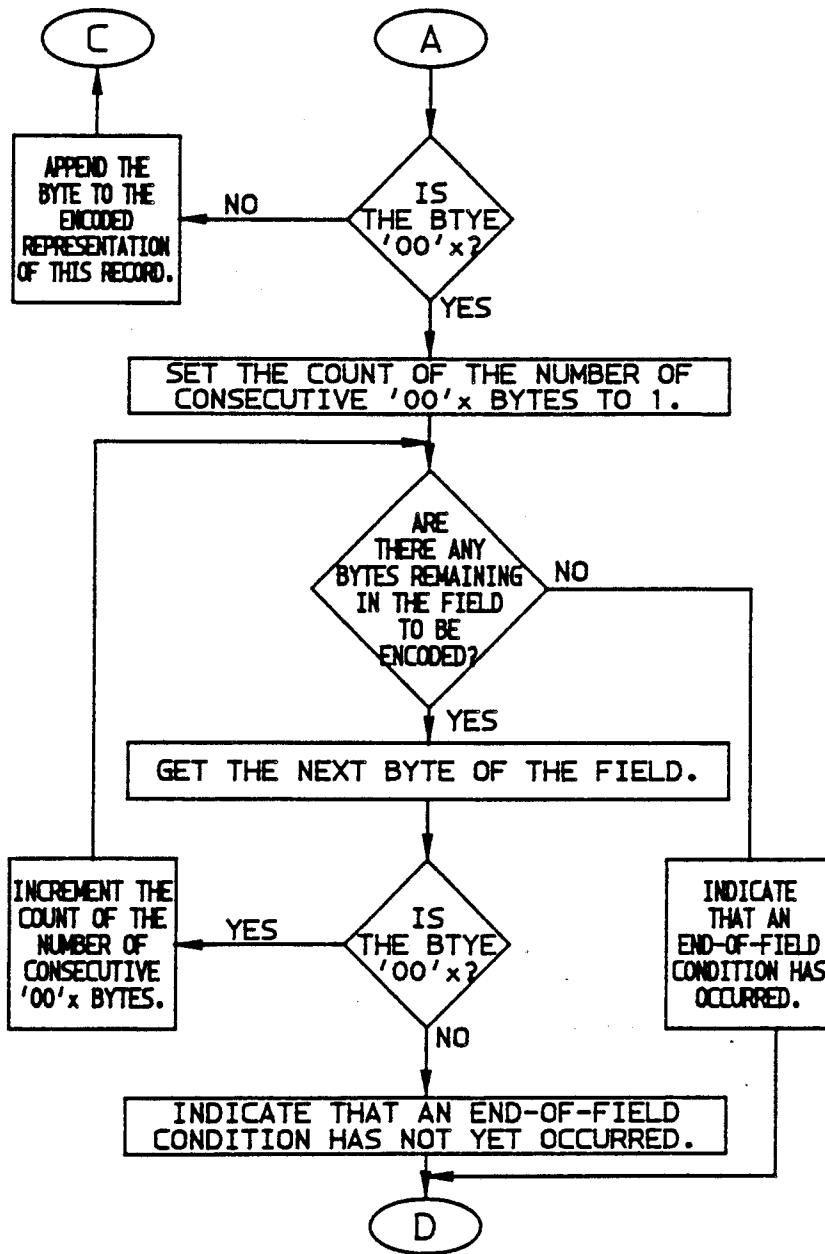 C
A
APPEND THE
BYTE TO THE
ENCODED
REPRESENTATION
OF THIS RECORD.
NO
IS
THE BTYE
'00'x?
YES
SET THE COUNT OF THE NUMBER OF
CONSECUTIVE '00'x BYTES TO 1.
ARE
THERE ANY
BYTES REMAINING
IN THE FIELD
TO BE
ENCODED?
NO
YES
GET THE NEXT BYTE OF THE FIELD.
INCREMENT THE
COUNT OF THE
NUMBER OF
CONSECUTIVE
'00'x BYTES.
YES
IS
THE BTYE
'00'x?
INDICATE
THAT AN
END-OF-FIELD
CONDITION HAS
OCCURRED.
NO
INDICATE THAT AN END-OF-FIELD
CONDITION HAS NOT YET OCCURRED.
D